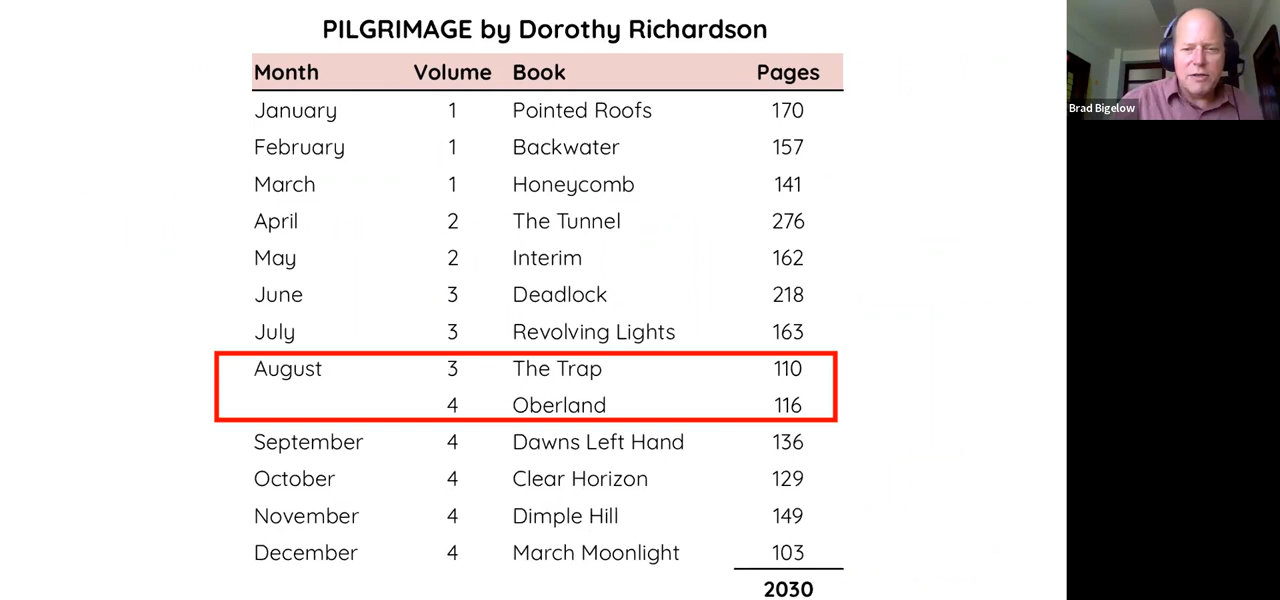 PILGRIMAGE by Dorothy Richardson
Month Volume Book Pages
January 1 Pointed Roofs 170
February 1 Backwater 157
March 1 Honeycomb 141
April 2 The Tunnel 276
May 2 Interim 162
June 3 Deadlock 218
July 3 Revolving Lights 163
August 3 The Trap 110
4 Oberland 116
September 4 Dawns Left Hand 136
October 4 Clear Horizon 129
November 4 Dimple Hill 149
December 4 March Moonlight 103
2030
Brad Bigelow